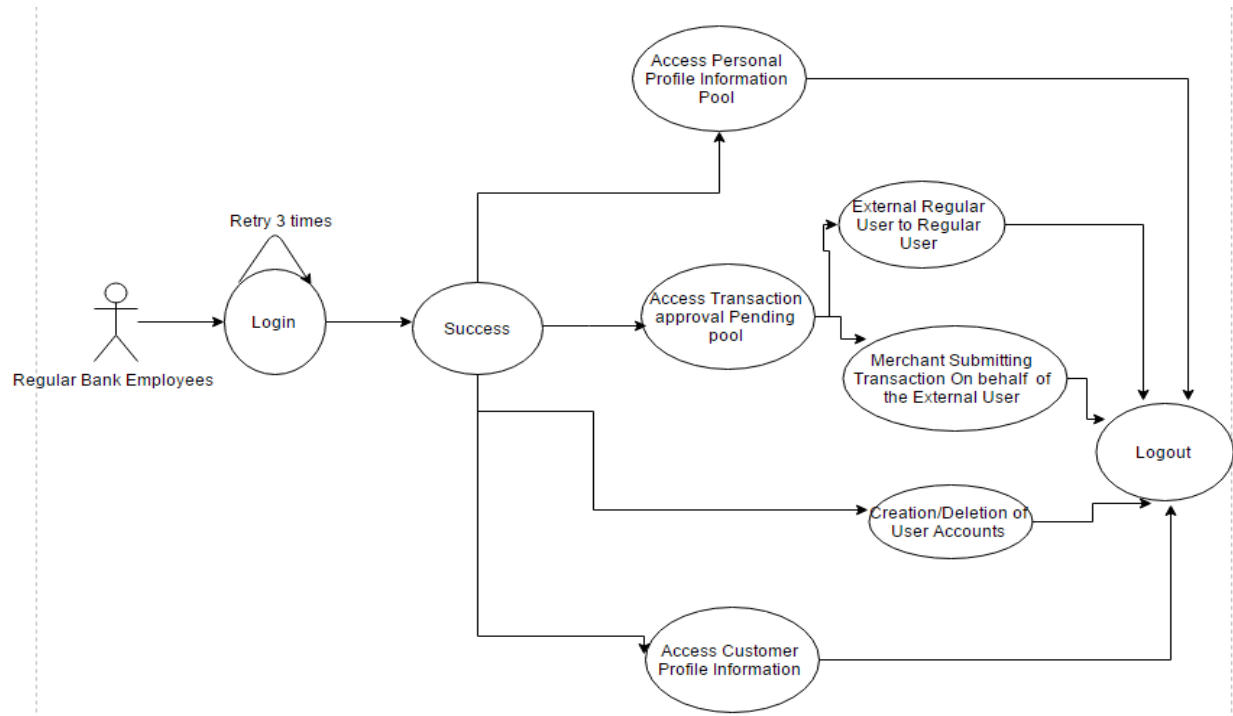 Access Personal
Profile Information
Pool
Retry 3 times
External Regular
User to Regular
User
Login
Success
Access Transaction
approval Pending
pool
Regular Bank Employees
Merchant Submitting
Transaction On behalf of
the External User
Logout
Creation/Deletion of
User Accounts
Access Customer
Profile Information